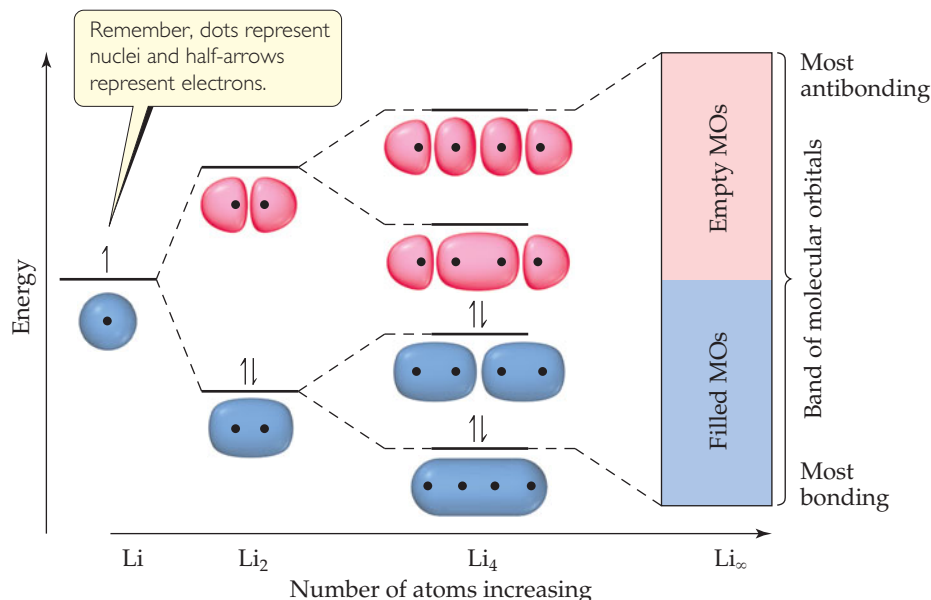 Remember, dots represent
nuclei and half-arrows
represent electrons.
Energy
Most
antibonding
Empty MOs
Filled MOs
Band of molecular orbitals
Most
bonding
Li
Li₂
Li₄
Li∞
Number of atoms increasing